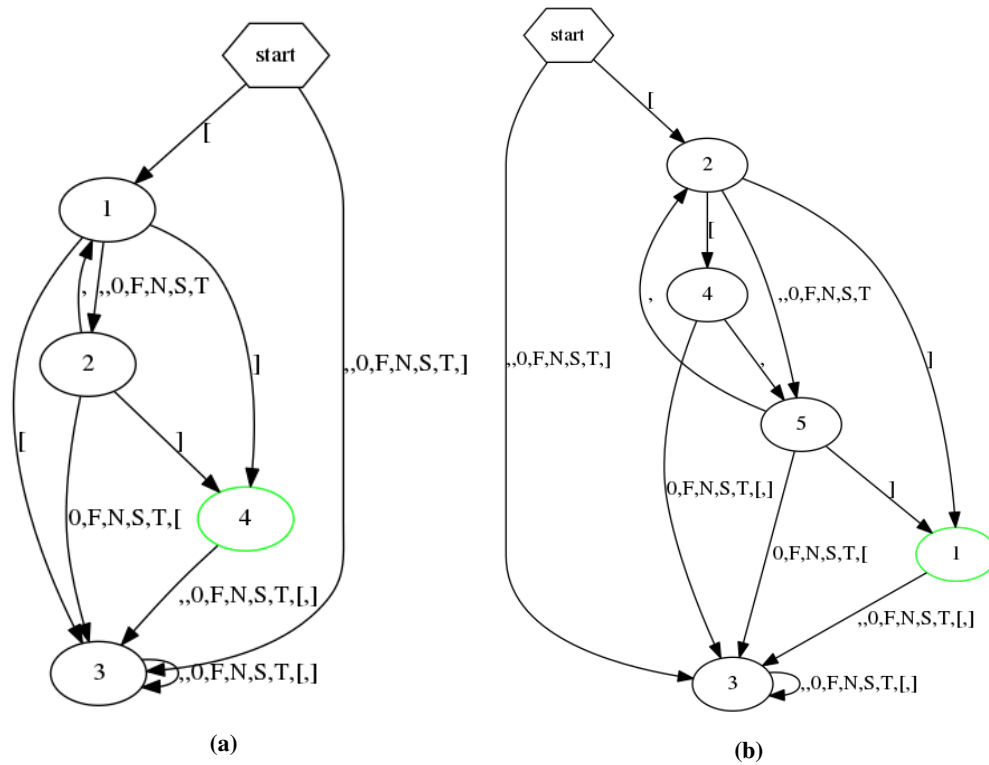 start
[
1
, ,,0,F,N,S,T
2
]
,,0,F,N,S,T,]
[
]
0,F,N,S,T,[
4
,,0,F,N,S,T,[,]
3
,,0,F,N,S,T,[,]
(a)
start
[
2
[
4
, ,,0,F,N,S,T
,,0,F,N,S,T,]
,
]
5
0,F,N,S,T,[,]
]
0,F,N,S,T,[
1
,,0,F,N,S,T,[,]
3
,,0,F,N,S,T,[,]
(b)